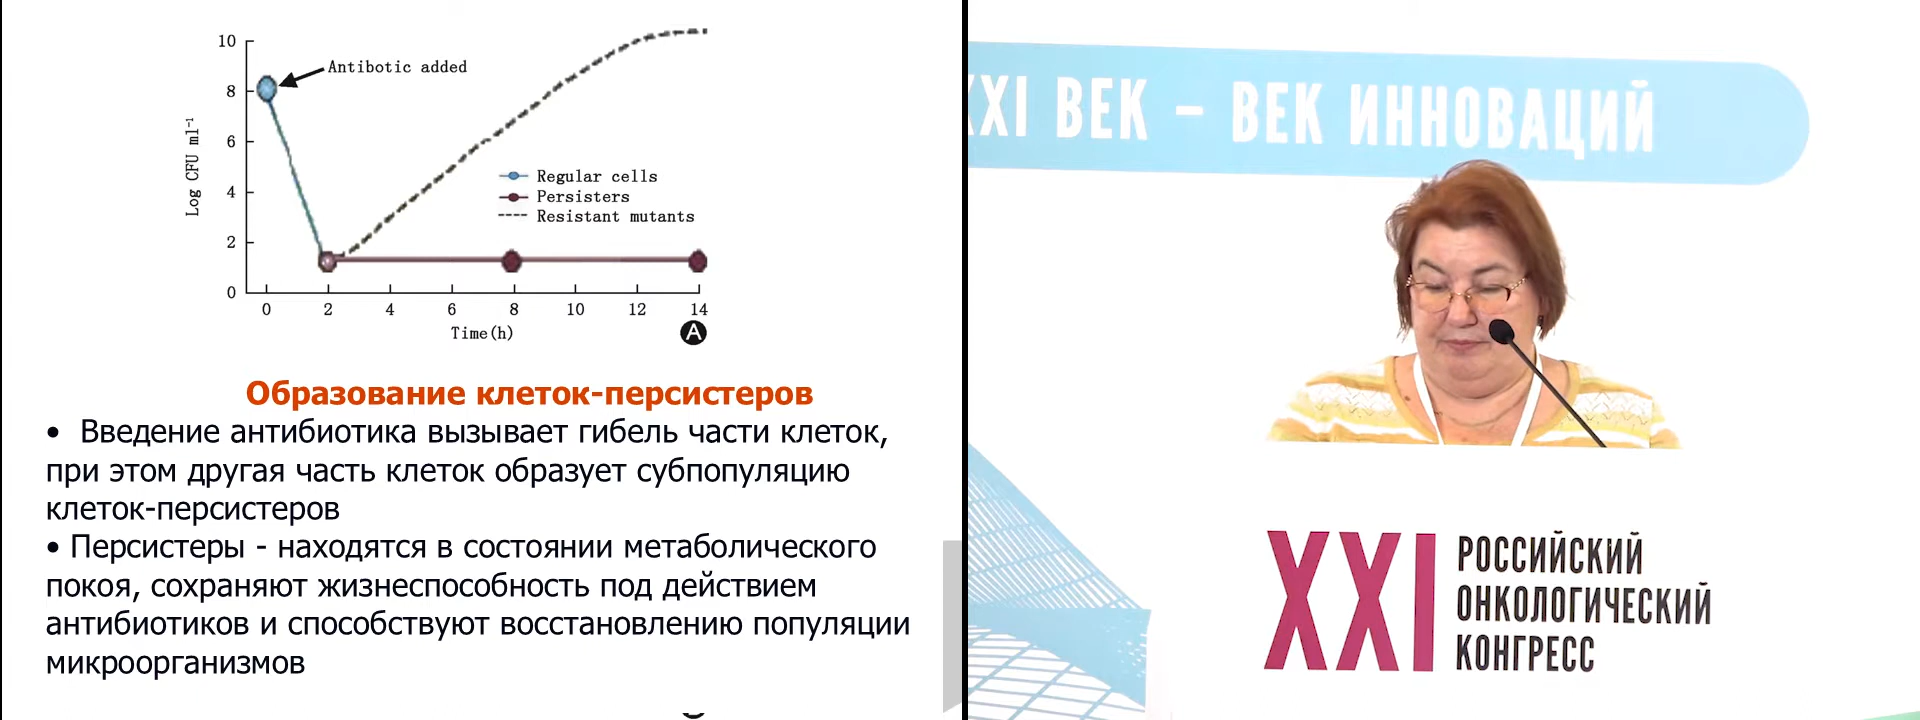 10
Antibotic added
8
6
4
2
0
Log CFU ml⁻¹
Regular cells
Persisters
Resistant mutants
0 2 4 6 8 10 12 14
Time(h)
A
Образование клеток-персистеров
• Введение антибиотика вызывает гибель части клеток,
при этом другая часть клеток образует субпопуляцию
клеток-персистеров
• Персистеры - находятся в состоянии метаболического
покоя, сохраняют жизнеспособность под действием
антибиотиков и способствуют восстановлению популяции
микроорганизмов
XXI ВЕК – ВЕК ИННОВАЦИЙ
XXI
РОССИЙСКИЙ
ОНКОЛОГИЧЕСКИЙ
КОНГРЕСС